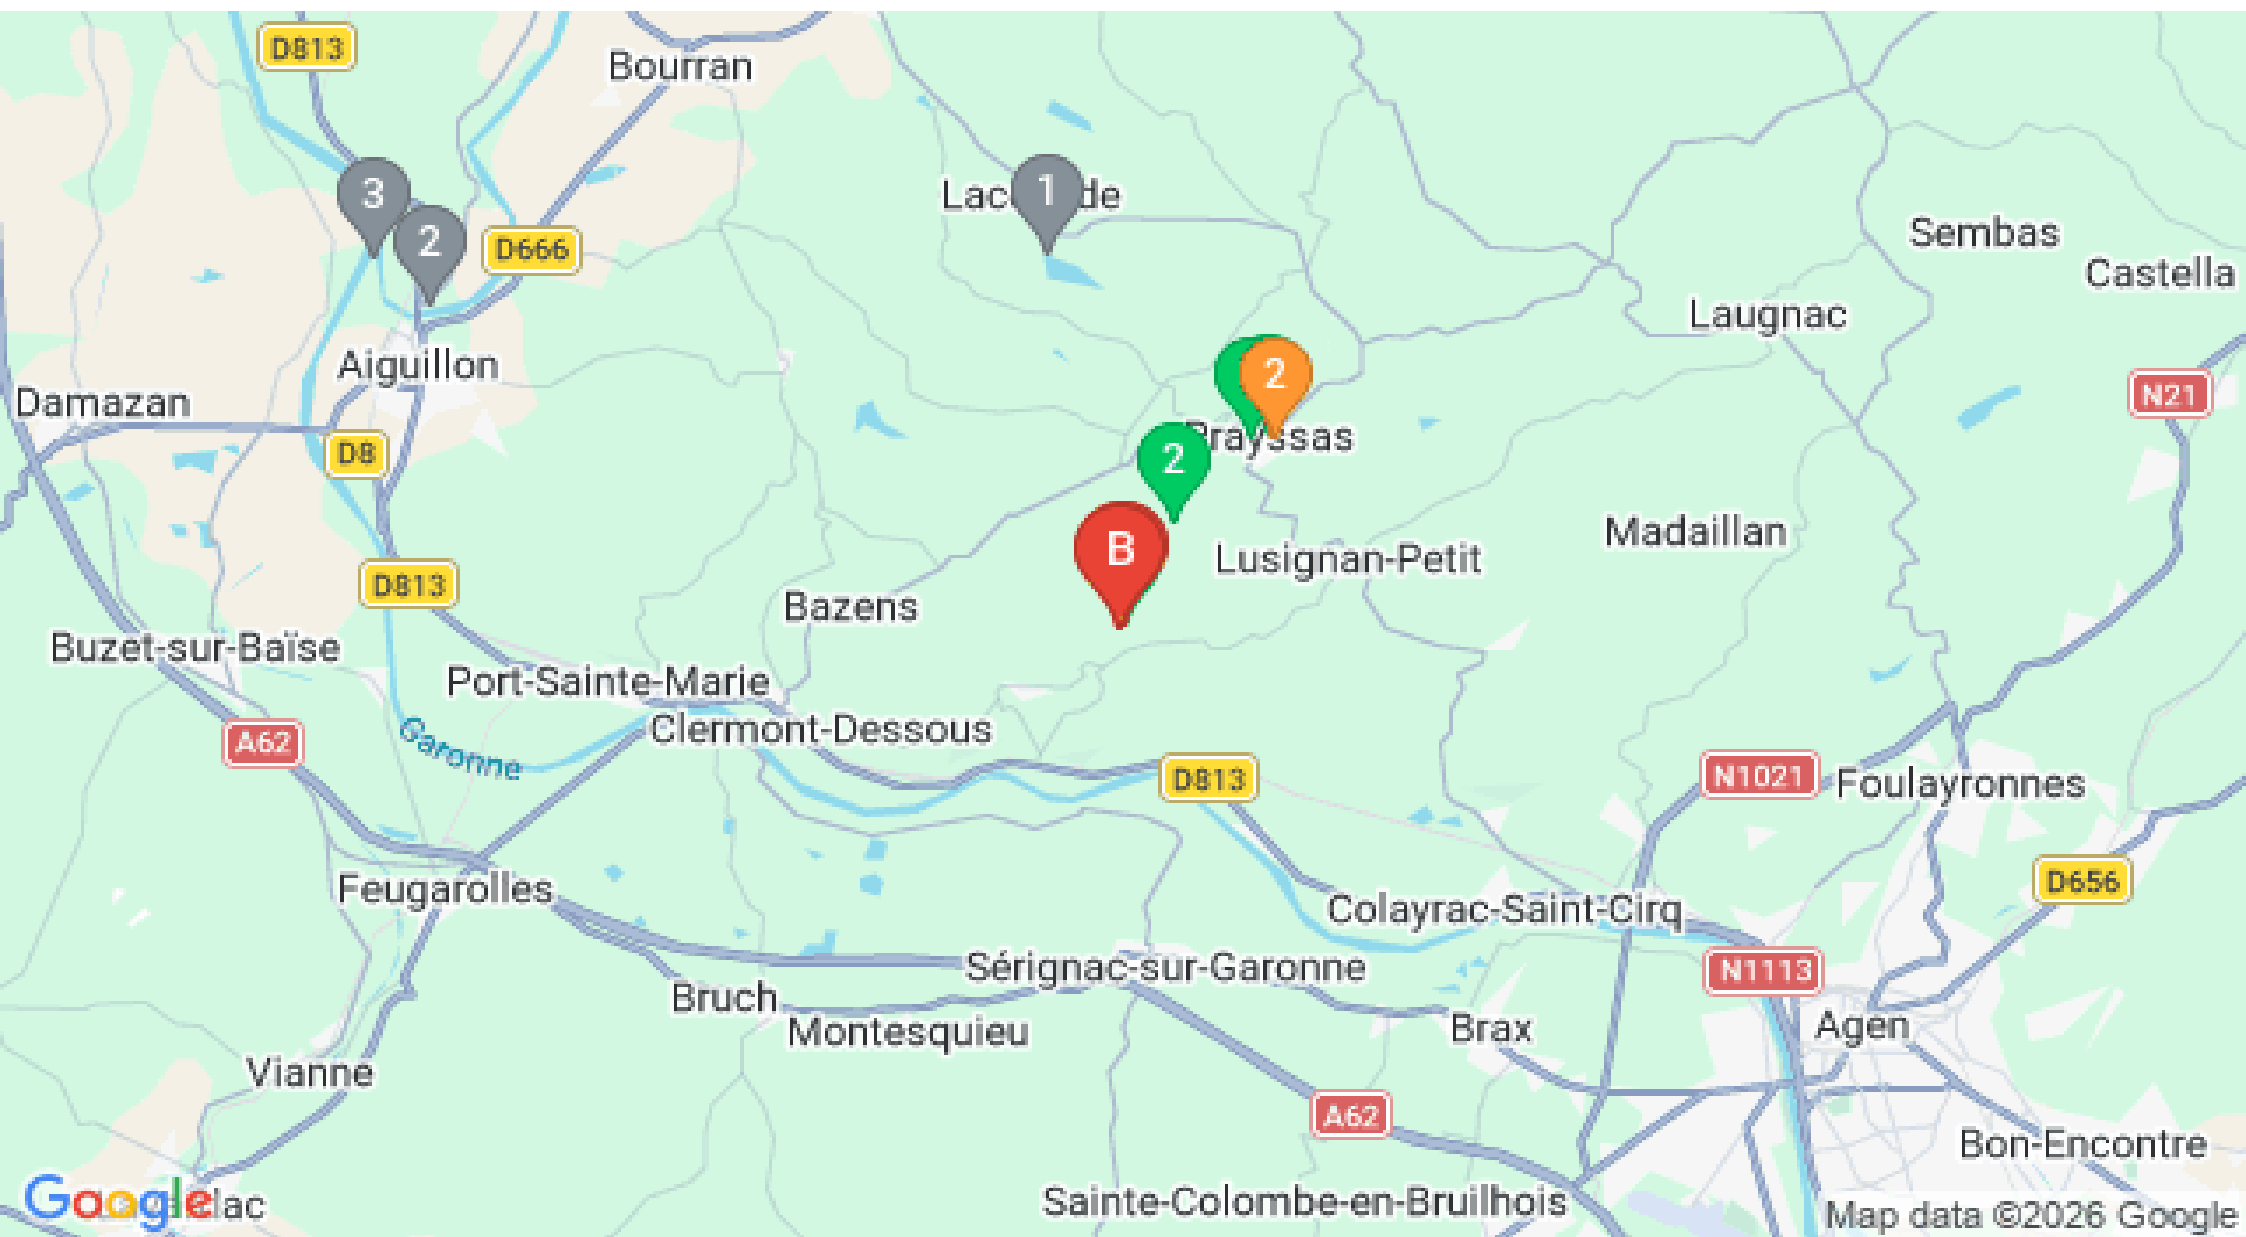 D813
Bourran
3
1
Lac de
2
D666
Sembas
Castella
Laugnac
Aiguillon
2
N21
Damazan
Prayssas
D8
2
Madaillan
B
Lusignan-Petit
D813
Bazens
Buzet-sur-Baïse
Port-Sainte-Marie
Clermont-Dessous
Garonne
A62
D813
N1021
Foulayronnes
D656
Feugarolles
Colayrac-Saint-Cirq
Sérignac-sur-Garonne
N1113
Bruch
Montesquieu
Brax
Agen
Vianne
A62
Bon-Encontre
Google
lac
Sainte-Colombe-en-Bruilhois
Map data ©2026 Google